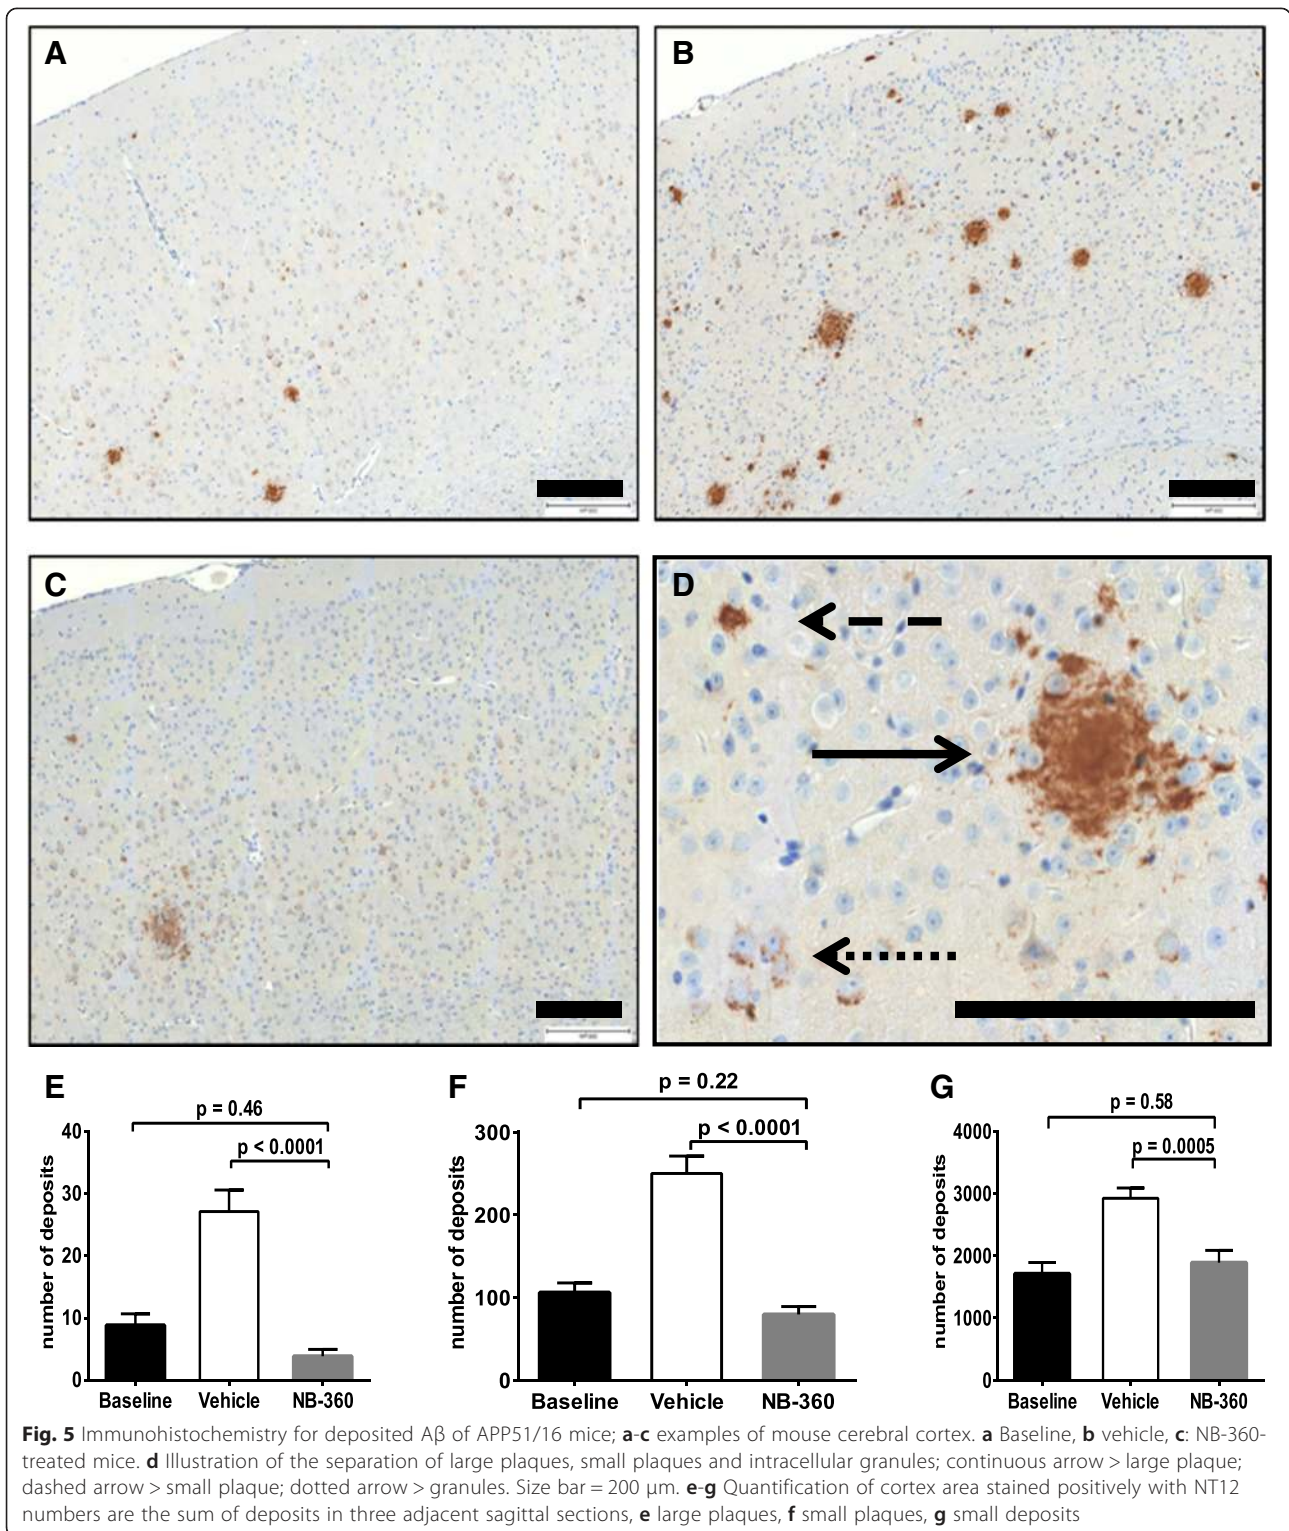 A
B
C
D
E
p = 0.46
p < 0.0001
number of deposits
40
30
20
10
0
Baseline Vehicle NB-360
F
p = 0.22
p < 0.0001
number of deposits
300
200
100
0
Baseline Vehicle NB-360
G
p = 0.58
p = 0.0005
number of deposits
4000
3000
2000
1000
0
Baseline Vehicle NB-360
Fig. 5 Immunohistochemistry for deposited Aβ of APP51/16 mice; a-c examples of mouse cerebral cortex. a Baseline, b vehicle, c: NB-360-
treated mice. d Illustration of the separation of large plaques, small plaques and intracellular granules; continuous arrow > large plaque;
dashed arrow > small plaque; dotted arrow > granules. Size bar = 200 μm. e-g Quantification of cortex area stained positively with NT12
numbers are the sum of deposits in three adjacent sagittal sections, e large plaques, f small plaques, g small deposits